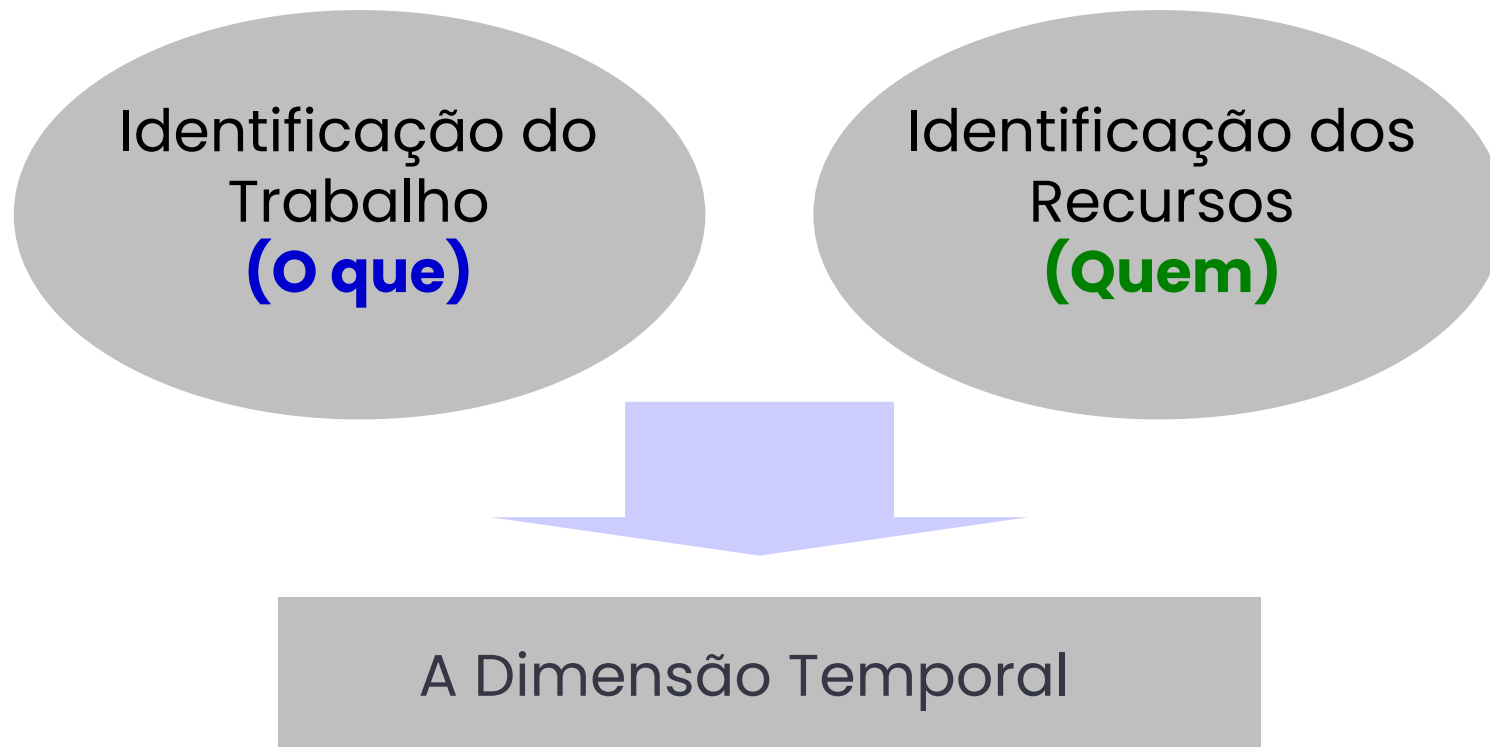 Identificação do
Trabalho
(O que)
Identificação dos
Recursos
(Quem)
A Dimensão Temporal